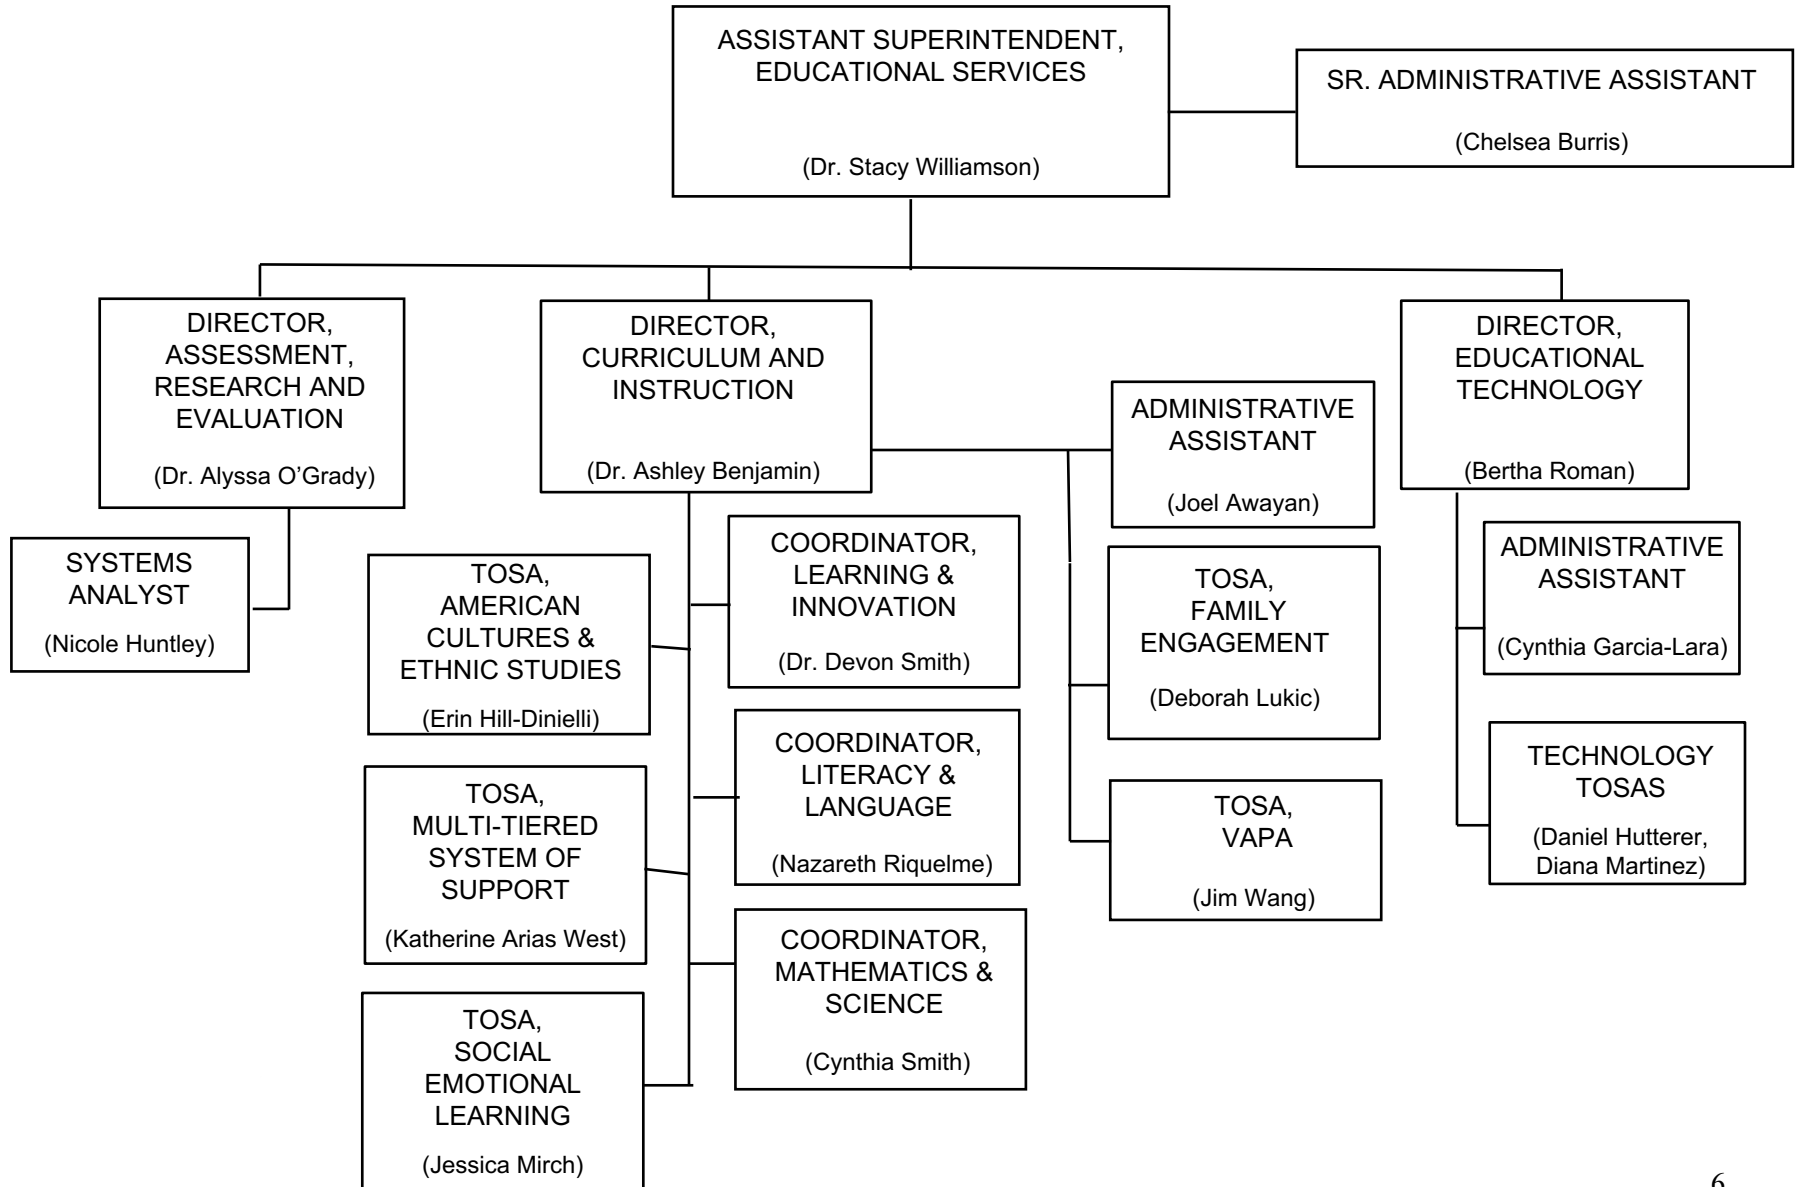 ASSISTANT SUPERINTENDENT,
EDUCATIONAL SERVICES
(Dr. Stacy Williamson)
SR. ADMINISTRATIVE ASSISTANT
(Chelsea Burris)
DIRECTOR,
ASSESSMENT,
RESEARCH AND
EVALUATION
(Dr. Alyssa O'Grady)
SYSTEMS
ANALYST
(Nicole Huntley)
DIRECTOR,
CURRICULUM AND
INSTRUCTION
(Dr. Ashley Benjamin)
TOSA,
AMERICAN
CULTURES &
ETHNIC STUDIES
(Erin Hill-Dinielli)
TOSA,
MULTI-TIERED
SYSTEM OF
SUPPORT
(Katherine Arias West)
TOSA,
SOCIAL
EMOTIONAL
LEARNING
(Jessica Mirch)
COORDINATOR,
LEARNING &
INNOVATION
(Dr. Devon Smith)
COORDINATOR,
LITERACY &
LANGUAGE
(Nazareth Riquelme)
COORDINATOR,
MATHEMATICS &
SCIENCE
(Cynthia Smith)
ADMINISTRATIVE
ASSISTANT
(Joel Awayan)
TOSA,
FAMILY
ENGAGEMENT
(Deborah Lukic)
TOSA,
VAPA
(Jim Wang)
DIRECTOR,
EDUCATIONAL
TECHNOLOGY
(Bertha Roman)
ADMINISTRATIVE
ASSISTANT
(Cynthia Garcia-Lara)
TECHNOLOGY
TOSAS
(Daniel Hutterer,
Diana Martinez)
6